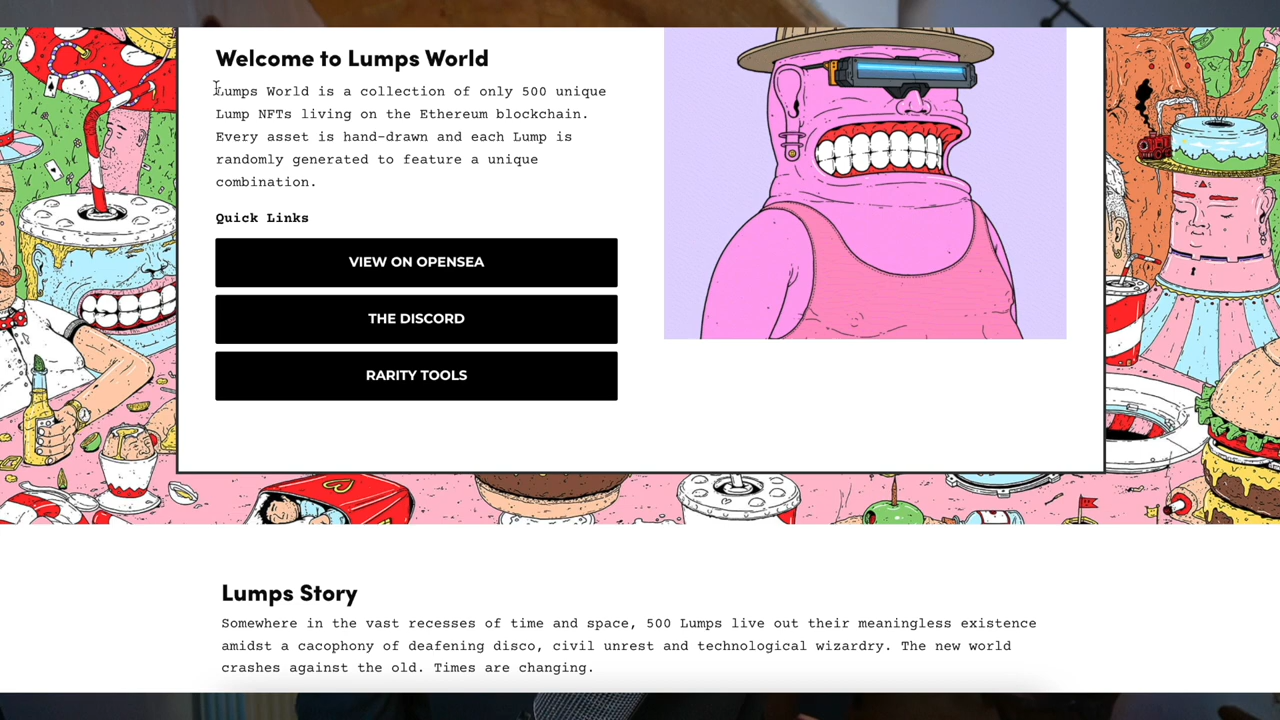 Welcome to Lumps World
Lumps World is a collection of only 500 unique
Lump NFTs living on the Ethereum blockchain.
Every asset is hand-drawn and each Lump is
randomly generated to feature a unique
combination.
Quick Links
VIEW ON OPENSEA
THE DISCORD
RARITY TOOLS
Lumps Story
Somewhere in the vast recesses of time and space, 500 Lumps live out their meaningless existence
amidst a cacophony of deafening disco, civil unrest and technological wizardry. The new world
crashes against the old. Times are changing.